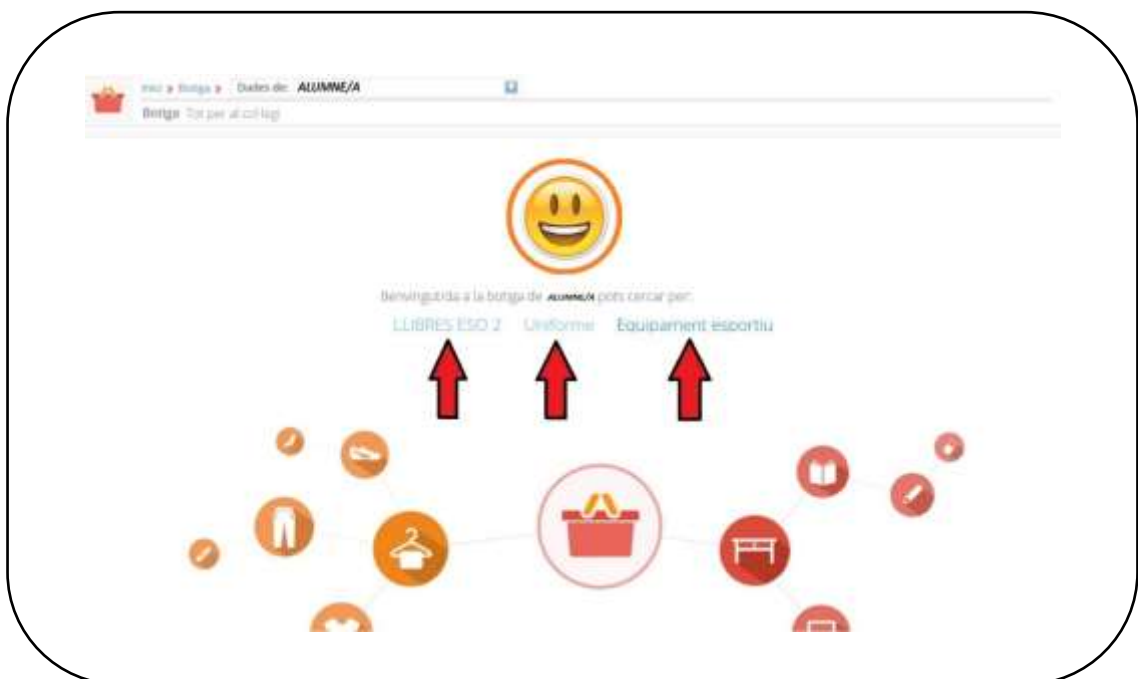 Inici » Botiga » Dades de: ALUMNE/A
Botiga Tot per al col·legi
Benvingut/da a la botiga de ALUMNE/A pots cercar per:
LLIBRES ESO 2 Uniforme Equipament esportiu